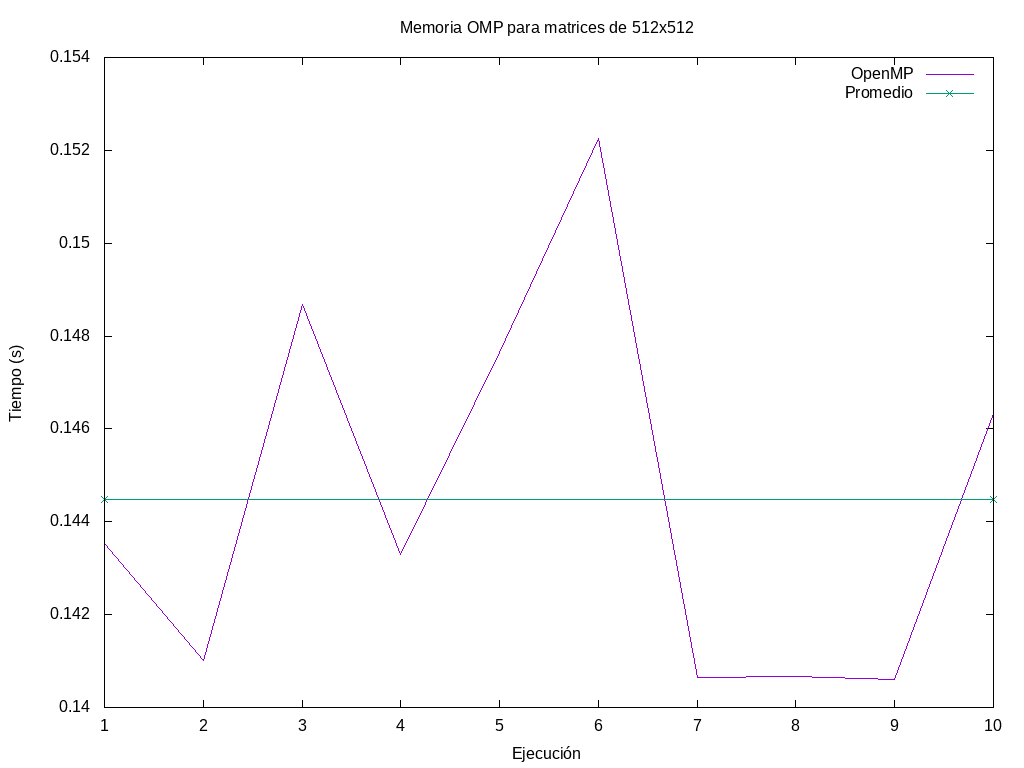 Memoria OMP para matrices de 512x512
OpenMP
Promedio
0.154
0.152
0.15
0.148
0.146
0.144
0.142
0.14
Tiempo (s)
1 2 3 4 5 6 7 8 9 10
Ejecución